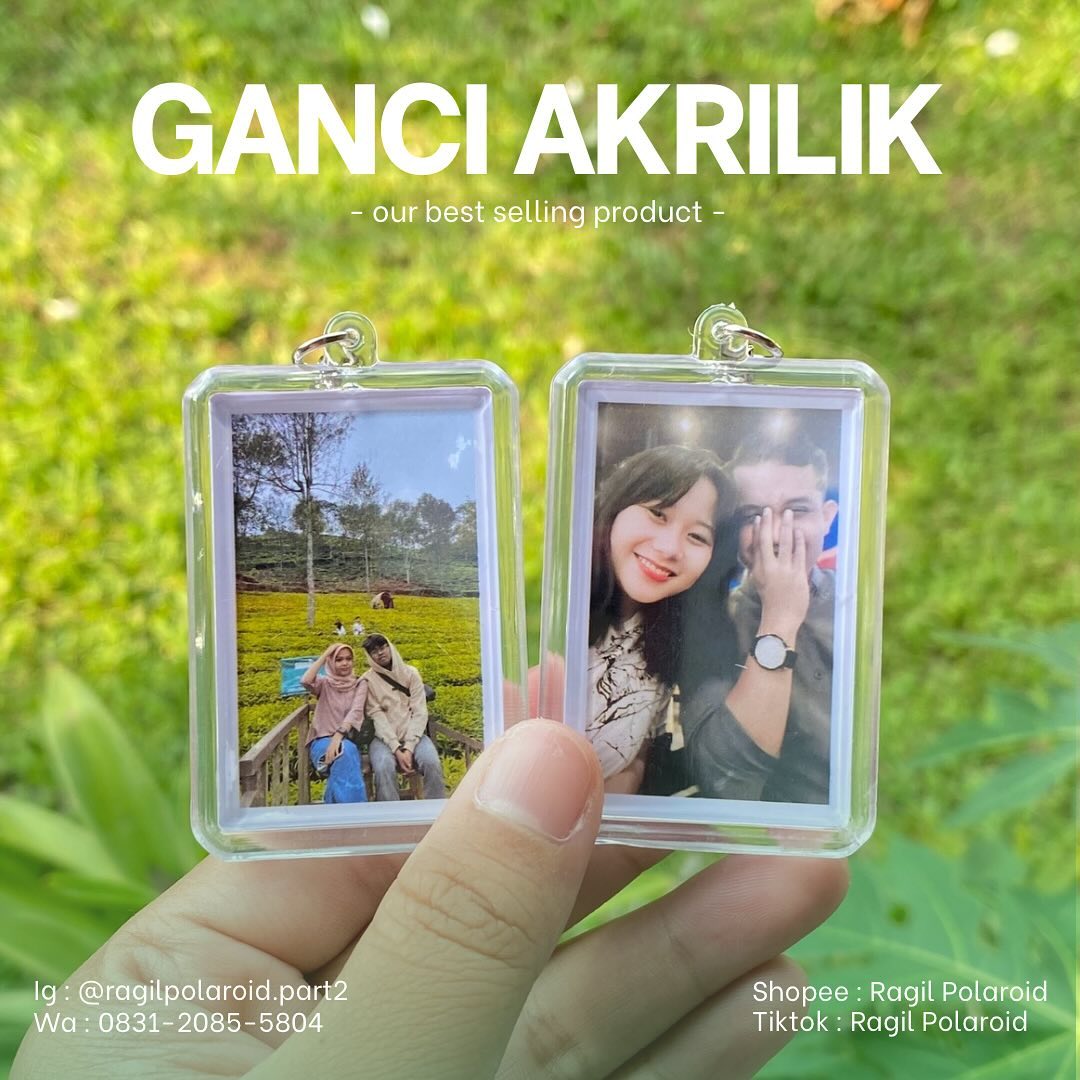 GANCI AKRILIK
- our best selling product -
Ig : @ragilpolaroid.part2
Wa : 0831-2085-5804
Shopee : Ragil Polaroid
Tiktok : Ragil Polaroid